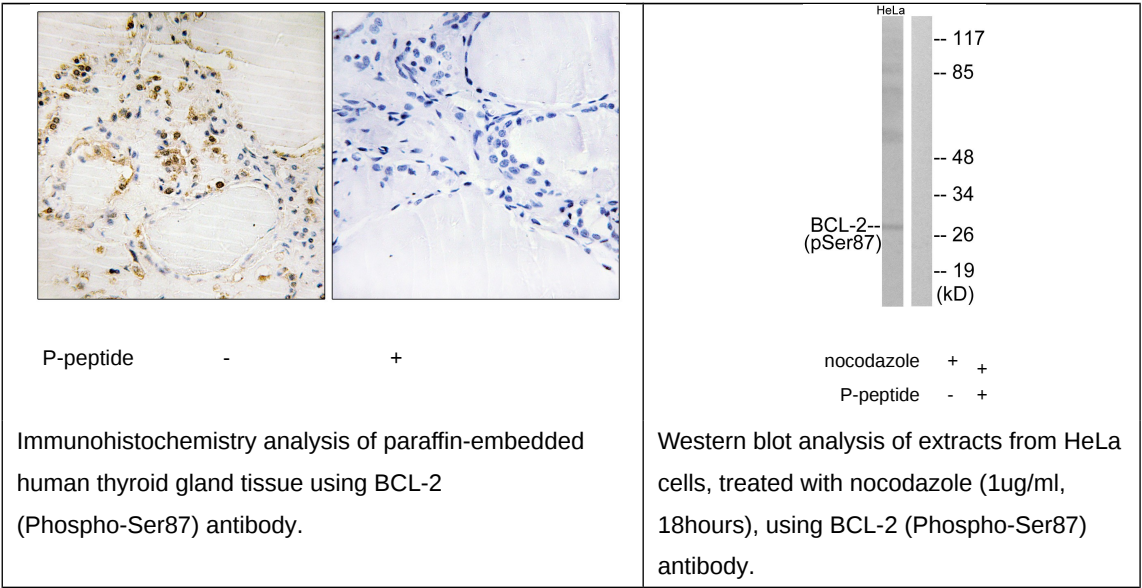 P-peptide - +
Immunohistochemistry analysis of paraffin-embedded
human thyroid gland tissue using BCL-2
(Phospho-Ser87) antibody.
HeLa
-- 117
-- 85
-- 48
-- 34
BCL-2--
(pSer87)
-- 26
-- 19
(kD)
nocodazole + +
P-peptide - +
Western blot analysis of extracts from HeLa
cells, treated with nocodazole (1ug/ml,
18hours), using BCL-2 (Phospho-Ser87)
antibody.